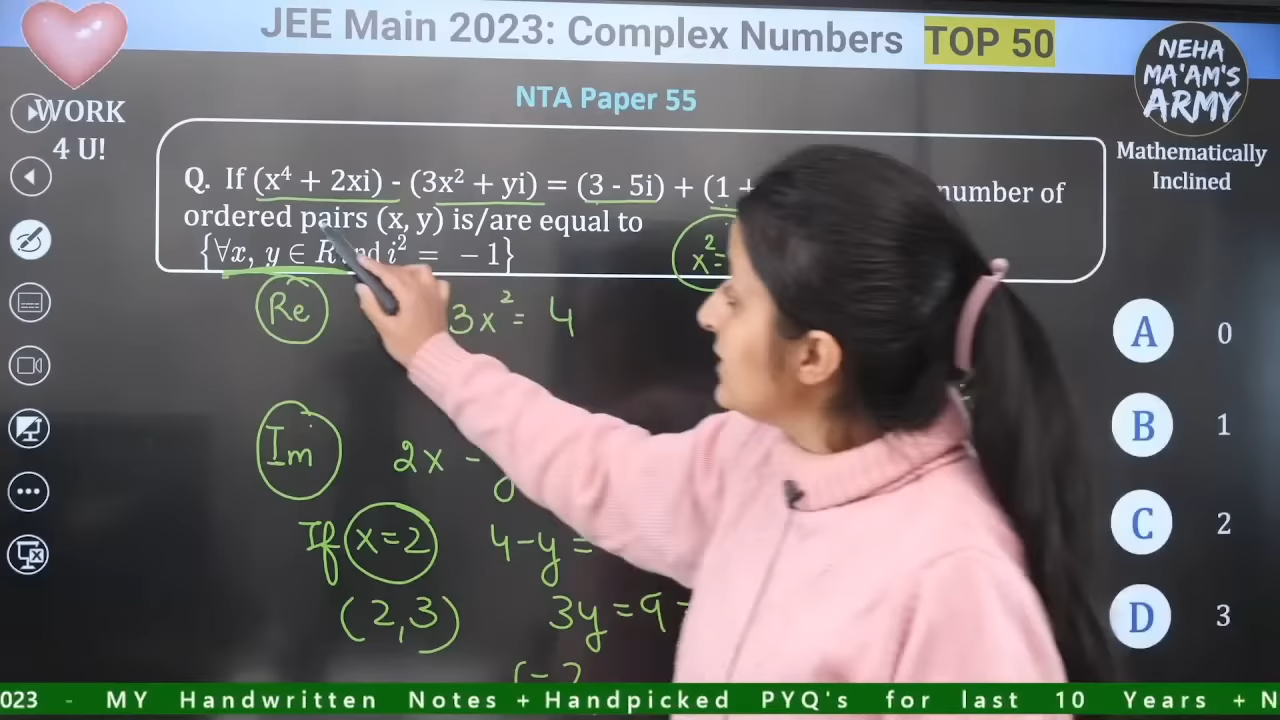 JEE Main 2023: Complex Numbers TOP 50
NEHA
MA'AM'S
ARMY
WORK
4 U!
NTA Paper 55
Mathematically
Inclined
Q. If (x⁴ + 2xi) - (3x² + yi) = (3 - 5i) + (1 + number of
ordered pairs (x, y) is/are equal to
{∀x, y ∈ R nd i² = -1}
x² =
Re 3x² = 4
Im 2x - y
If x=2 4-y=
(2,3) 3y=9=
A 0
B 1
C 2
D 3
023 - MY Handwritten Notes + Handpicked PYQ's for last 10 Years + N